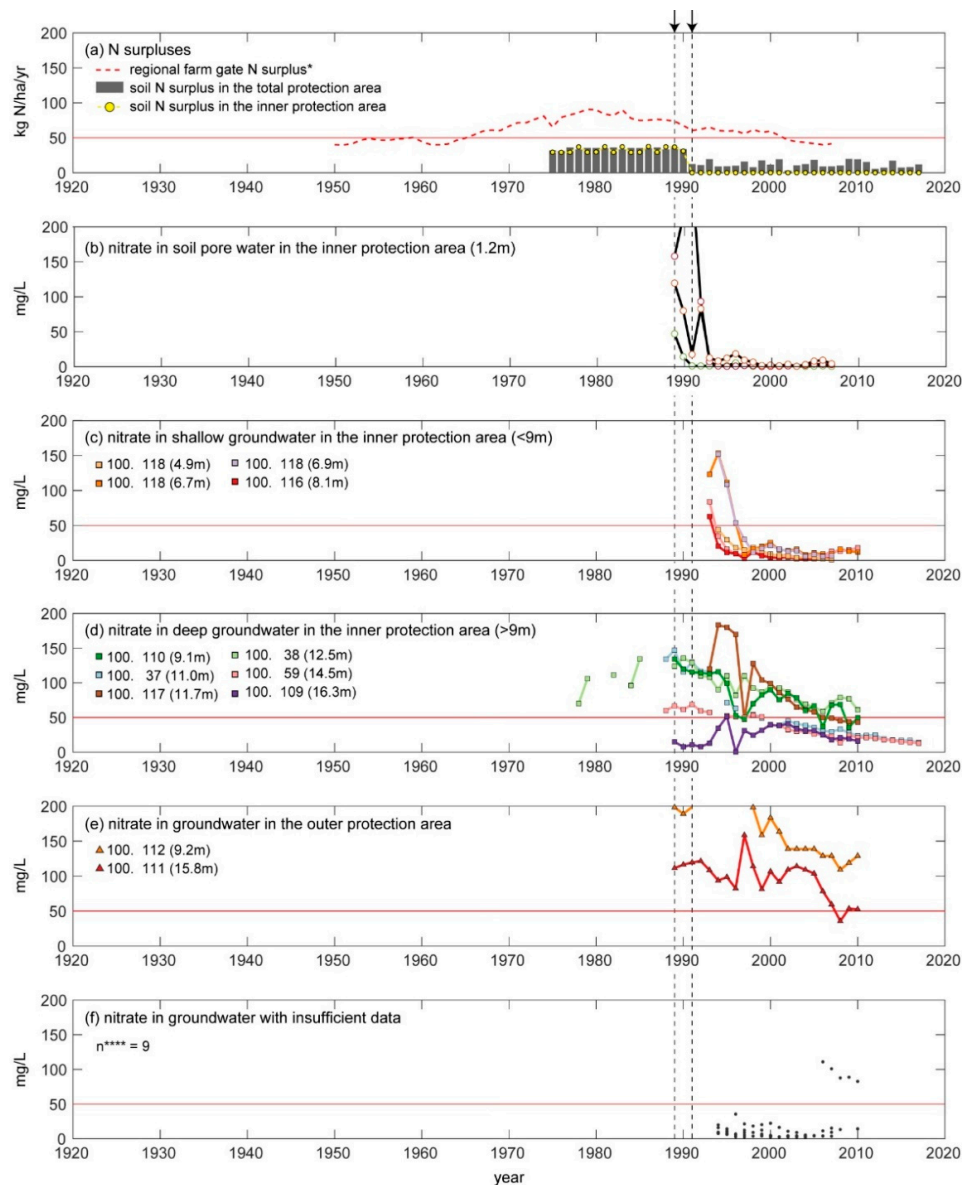 (a) N surpluses
regional farm gate N surplus*
soil N surplus in the total protection area
soil N surplus in the inner protection area
kg N/ha/yr
200
150
100
50
0
1920 1930 1940 1950 1960 1970 1980 1990 2000 2010 2020
(b) nitrate in soil pore water in the inner protection area (1.2m)
mg/L
200
150
100
50
0
1920 1930 1940 1950 1960 1970 1980 1990 2000 2010 2020
(c) nitrate in shallow groundwater in the inner protection area (<9m)
100. 118 (4.9m) 100. 118 (6.9m)
100. 118 (6.7m) 100. 116 (8.1m)
mg/L
200
150
100
50
0
1920 1930 1940 1950 1960 1970 1980 1990 2000 2010 2020
(d) nitrate in deep groundwater in the inner protection area (>9m)
100. 110 (9.1m) 100. 38 (12.5m)
100. 37 (11.0m) 100. 59 (14.5m)
100. 117 (11.7m) 100. 109 (16.3m)
mg/L
200
150
100
50
0
1920 1930 1940 1950 1960 1970 1980 1990 2000 2010 2020
(e) nitrate in groundwater in the outer protection area
100. 112 (9.2m)
100. 111 (15.8m)
mg/L
200
150
100
50
0
1920 1930 1940 1950 1960 1970 1980 1990 2000 2010 2020
(f) nitrate in groundwater with insufficient data
n**** = 9
mg/L
200
150
100
50
0
1920 1930 1940 1950 1960 1970 1980 1990 2000 2010 2020
year